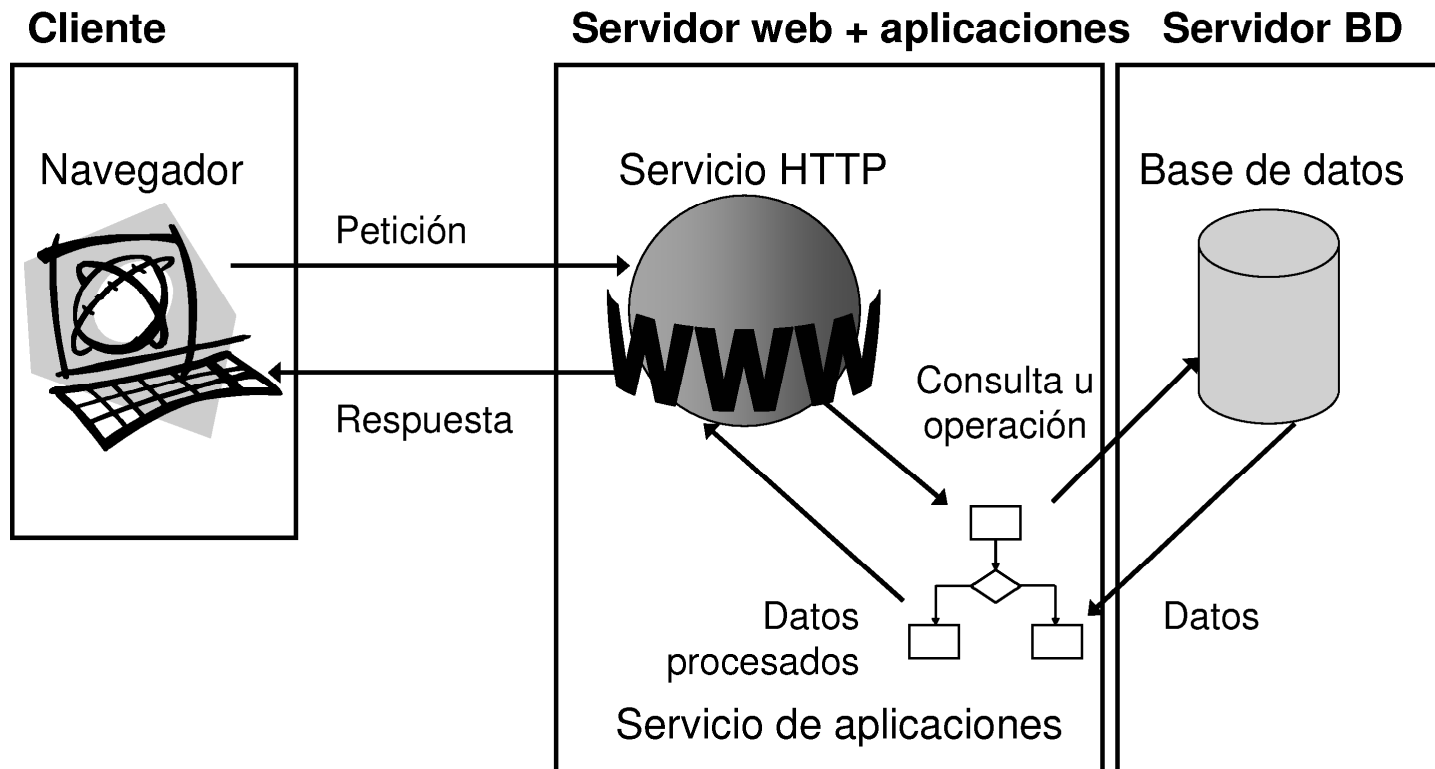 Cliente
Servidor web + aplicaciones
Servidor BD
Navegador
Servicio HTTP
Base de datos
Petición
WWW
Respuesta
Consulta u
operación
Datos
procesados
Datos
Servicio de aplicaciones